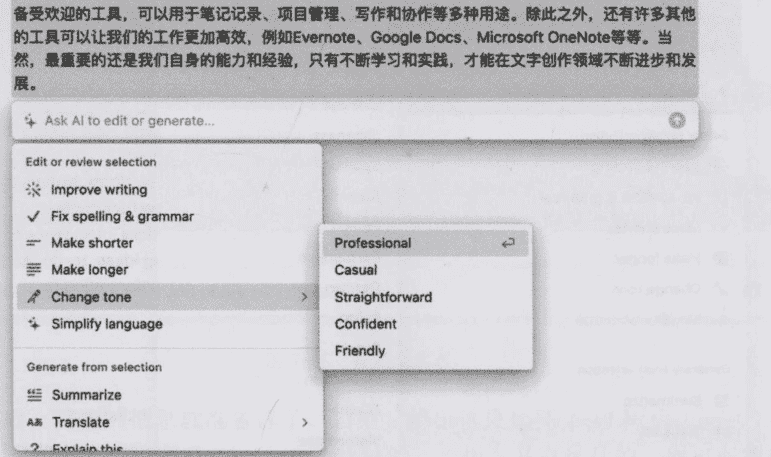 备受欢迎的工具，可以用于笔记记录、项目管理、写作和协作等多种用途。除此之外，还有许多其他
的工具可以让我们的工作更加高效，例如Evernote、Google Docs、Microsoft OneNote等等。当
然，最重要的还是我们自身的能力和经验，只有不断学习和实践，才能在文字创作领域不断进步和发
展。
Ask AI to edit or generate...
Edit or review selection
Improve writing
Fix spelling & grammar
Make shorter
Make longer
Change tone
Simplify language
Professional
Casual
Straightforward
Confident
Friendly
Generate from selection
Summarize
Translate
Explain this